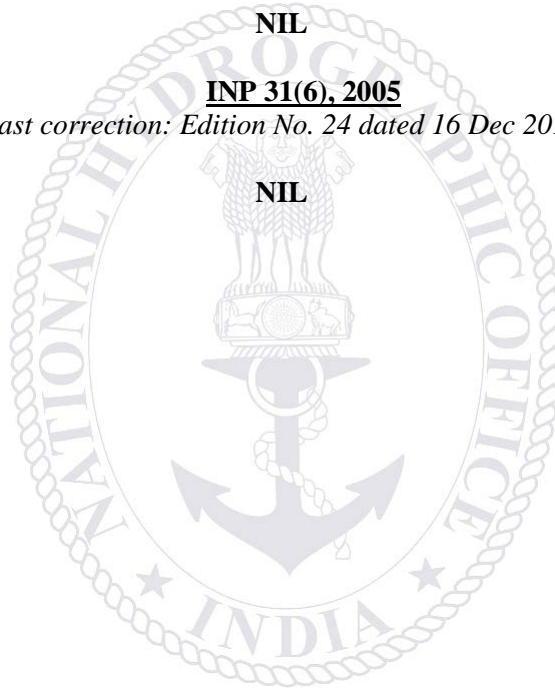 NIL
INP 31(6), 2005
ast correction: Edition No. 24 dated 16 Dec 20
NIL
NATIONAL HYDROGRAPHIC OFFICE
INDIA